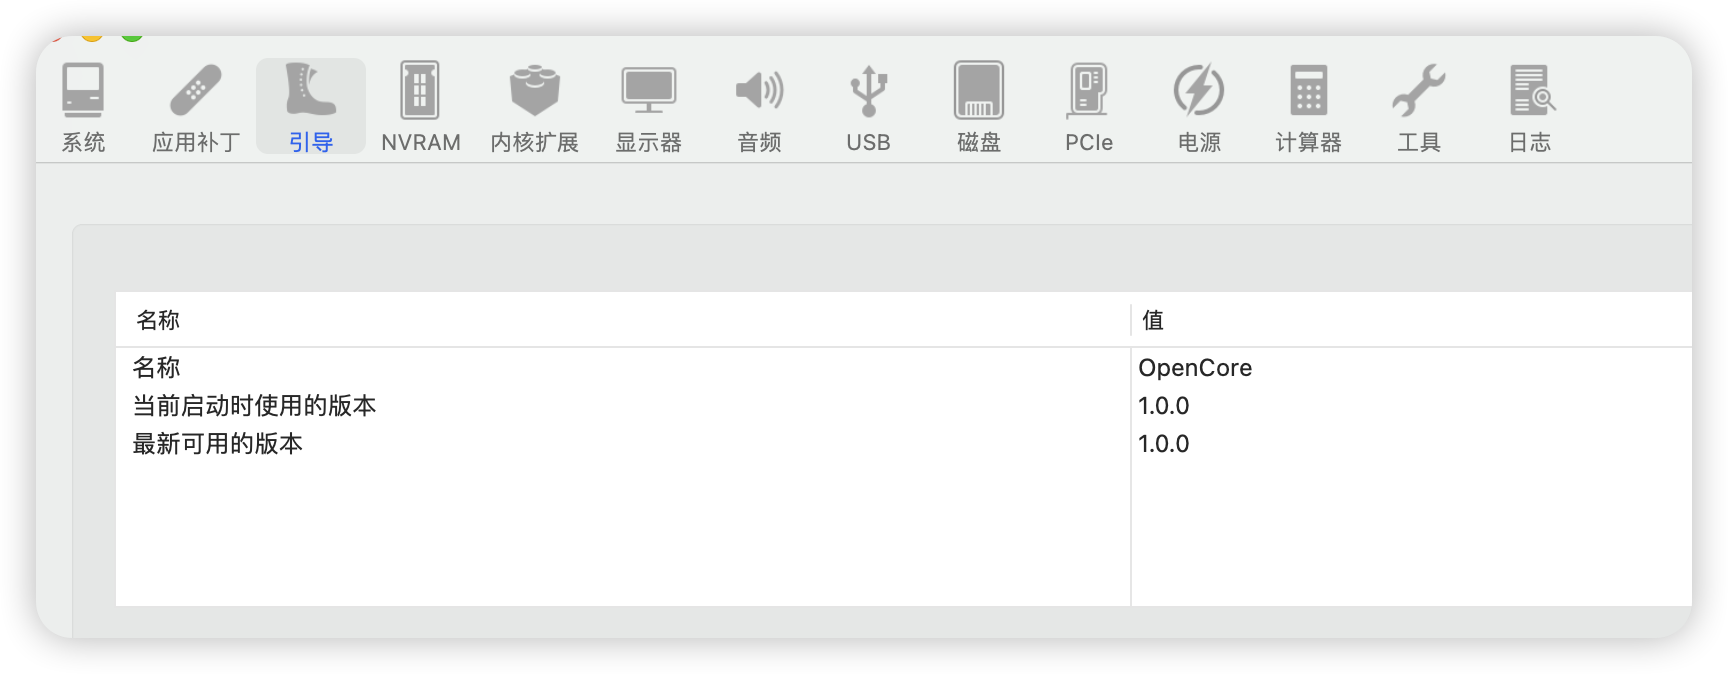 系统 应用补丁 引导 NVRAM 内核扩展 显示器 音频 USB 磁盘 PCIe 电源 计算器 工具 日志
名称 值
名称 OpenCore
当前启动时使用的版本 1.0.0
最新可用的版本 1.0.0